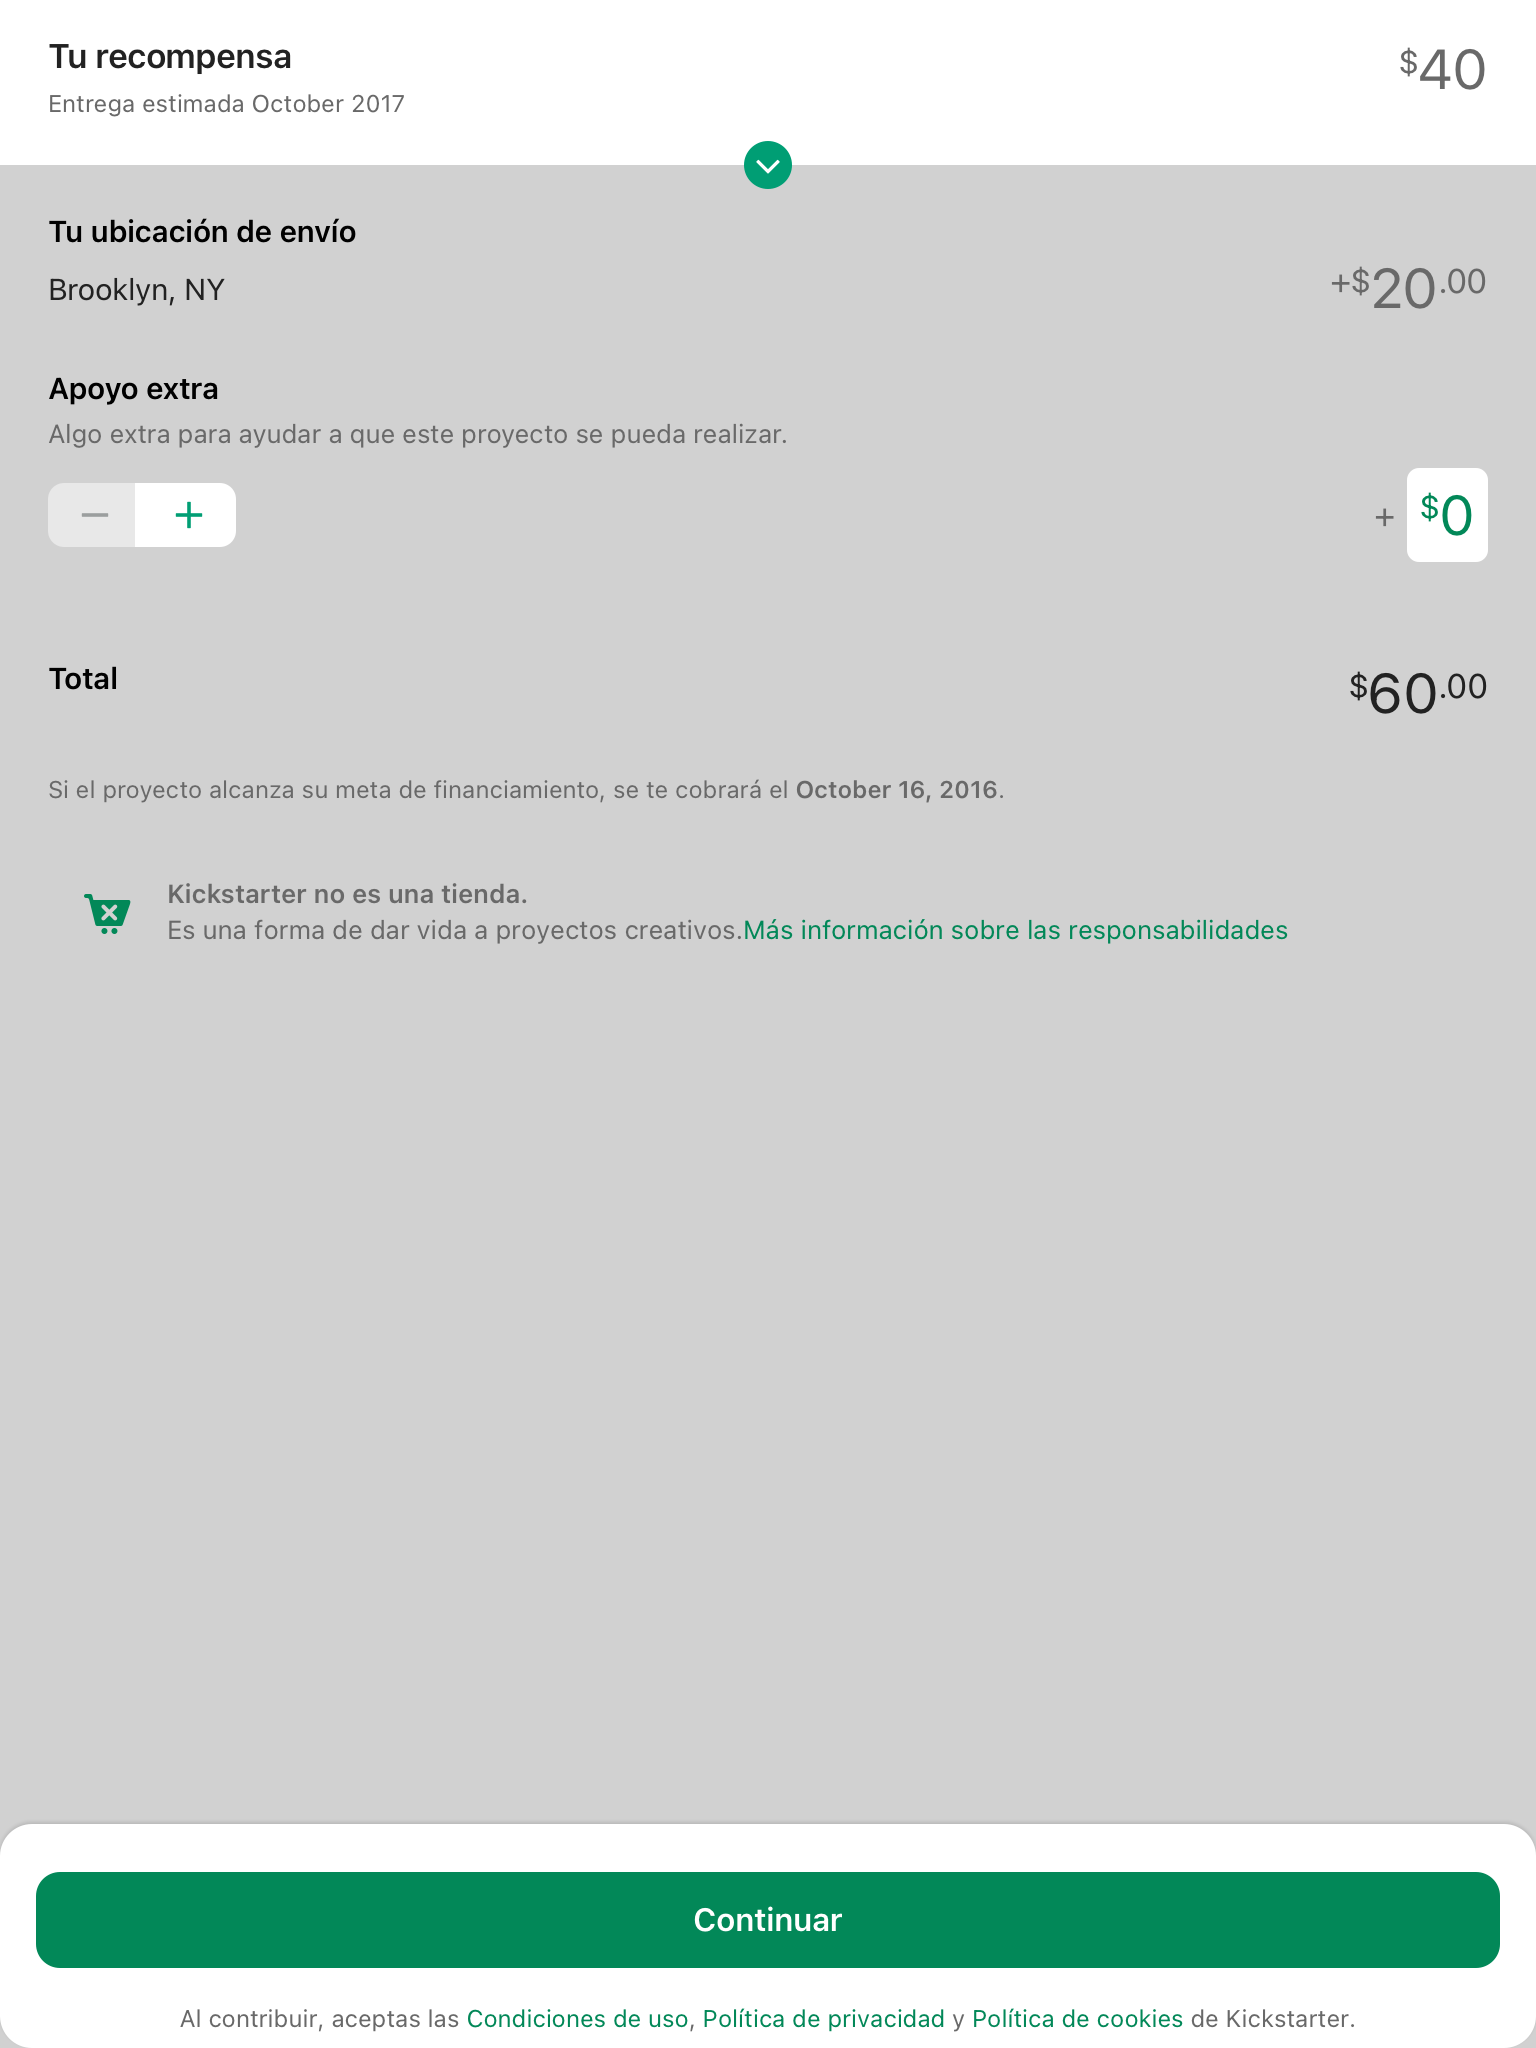 Tu recompensa
$40
Entrega estimada October 2017
Tu ubicación de envío
Brooklyn, NY
+$20.00
Apoyo extra
Algo extra para ayudar a que este proyecto se pueda realizar.
− +
+ $0
Total
$60.00
Si el proyecto alcanza su meta de financiamiento, se te cobrará el October 16, 2016.
Kickstarter no es una tienda.
Es una forma de dar vida a proyectos creativos.Más información sobre las responsabilidades
Continuar
Al contribuir, aceptas las Condiciones de uso, Política de privacidad y Política de cookies de Kickstarter.